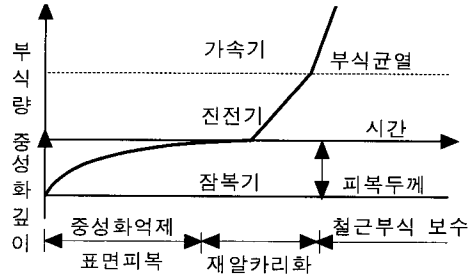 부식량
중성화깊이
가속기
부식균열
진전기
시간
잠복기
피복두께
중성화억제
철근부식 보수
표면피복
재알카리화